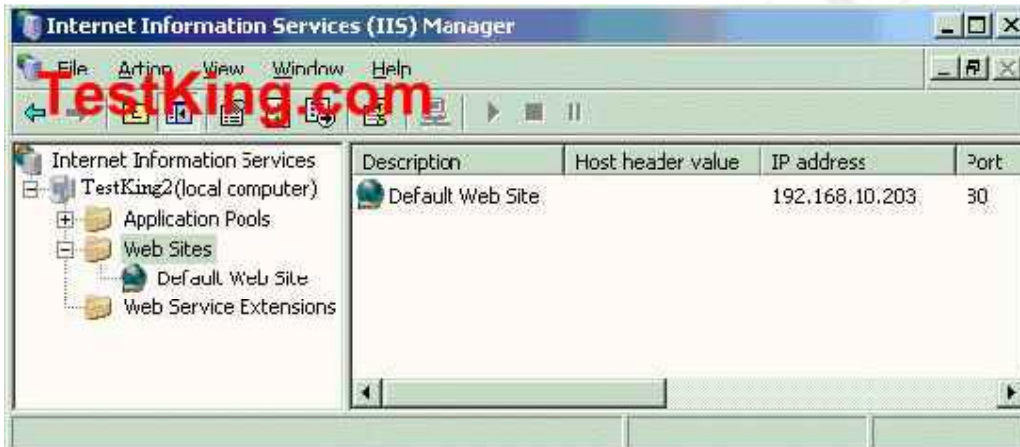 Internet Information Services (IIS) Manager
File Action View Window Help
TestKing.com
Internet Information Services
TestKing2(local computer)
Application Pools
Web Sites
Default Web Site
Web Service Extensions
Description Host header value IP address Port
Default Web Site 192.168.10.203 80